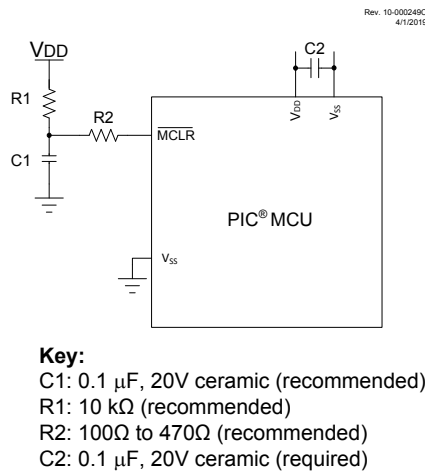 Rev. 10-000249C
4/1/2019
C2
VDD
R1
R2
C1
MCLR
VDD
VSS
PIC® MCU
VSS
Key:
C1: 0.1 μF, 20V ceramic (recommended)
R1: 10 kΩ (recommended)
R2: 100Ω to 470Ω (recommended)
C2: 0.1 μF, 20V ceramic (required)